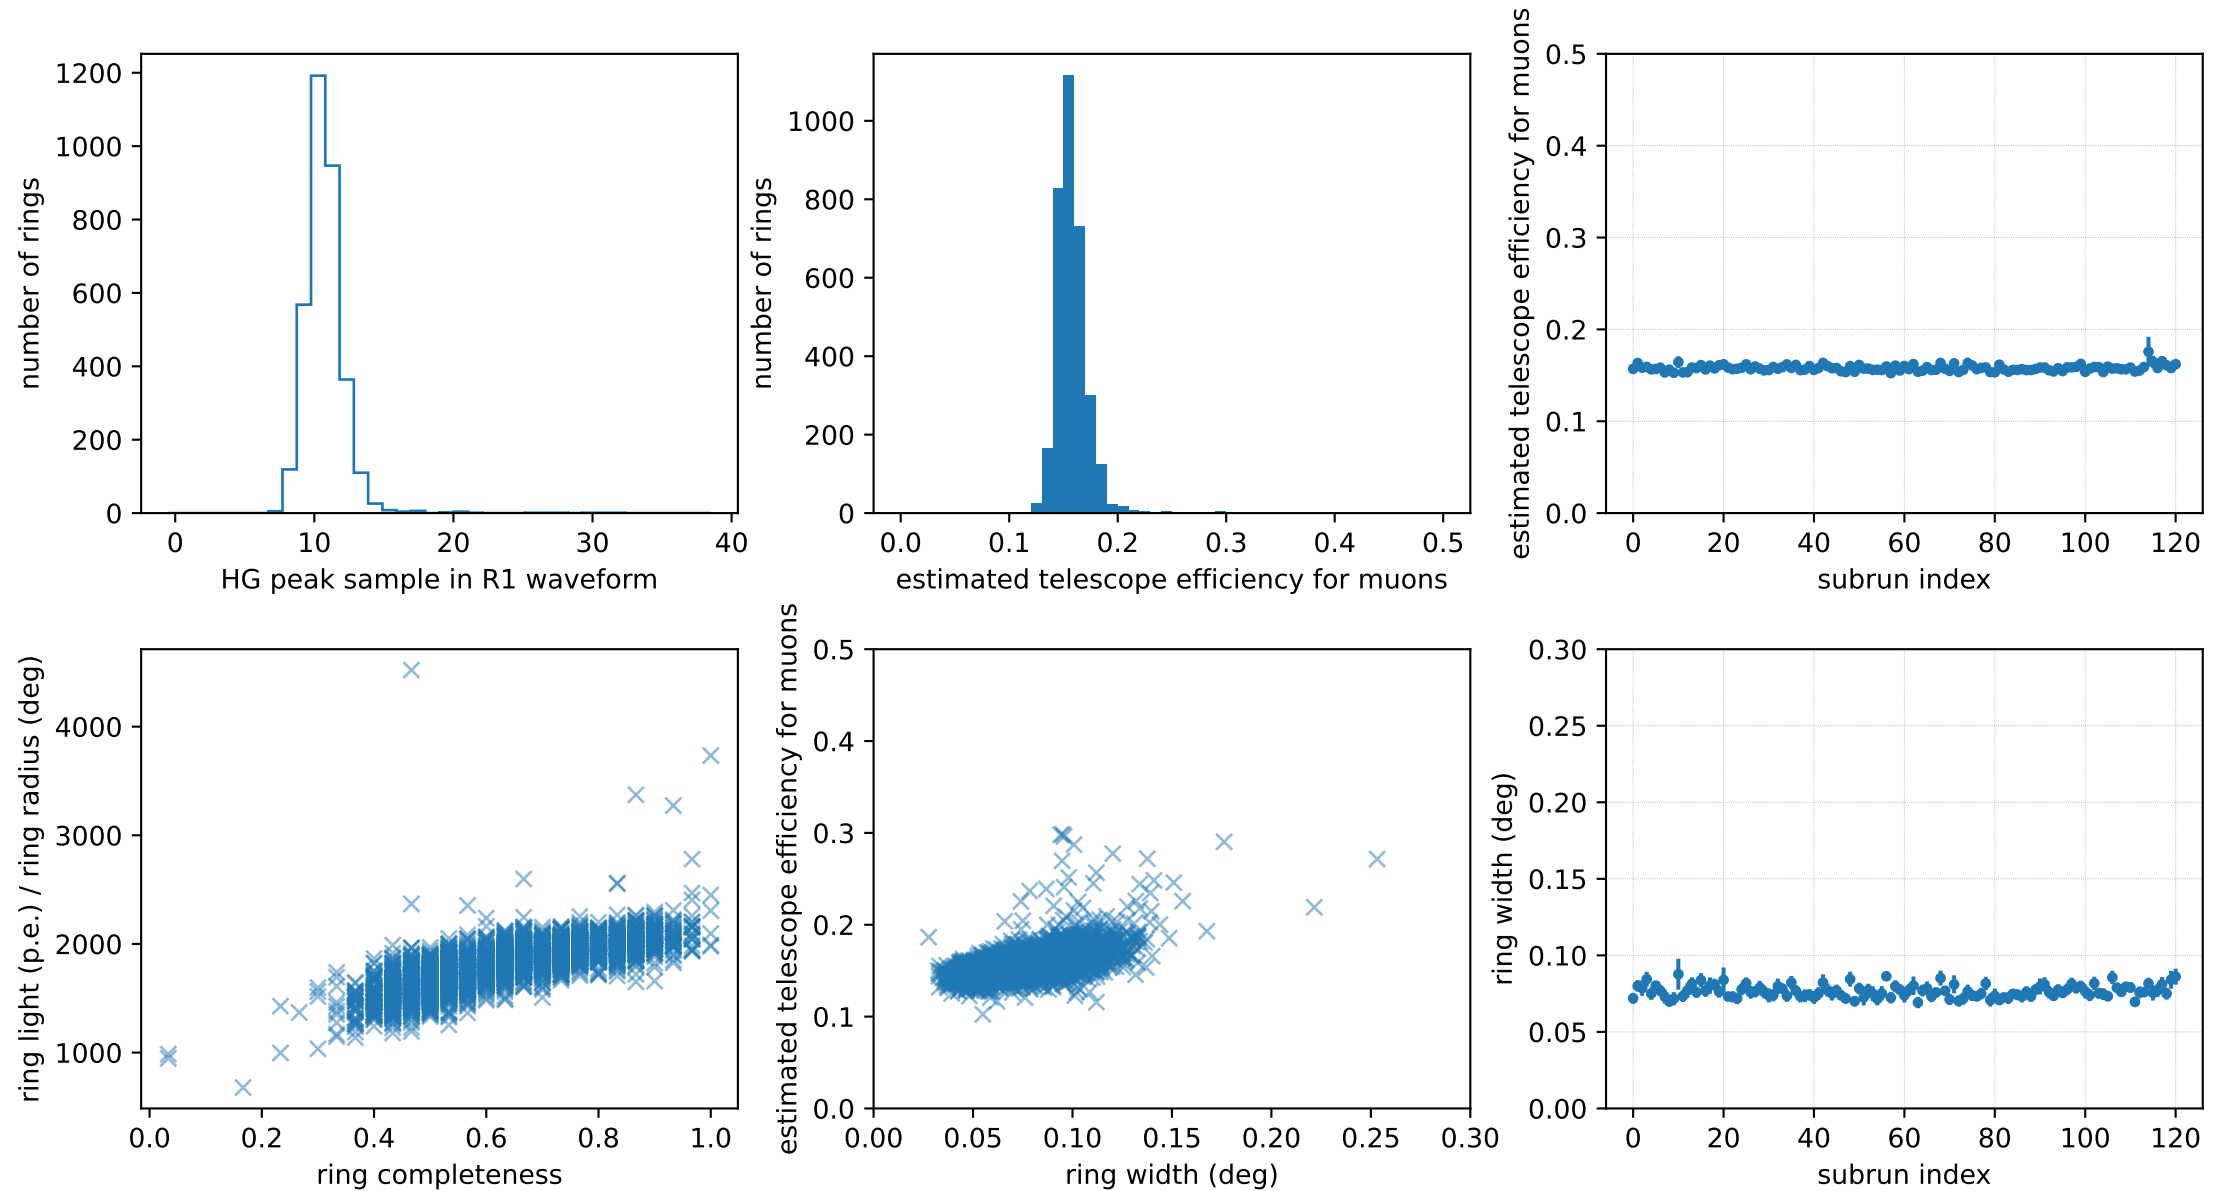 number of rings
1200
1000
800
600
400
200
0
0 10 20 30 40
HG peak sample in R1 waveform
number of rings
1000
800
600
400
200
0
0.0 0.1 0.2 0.3 0.4 0.5
estimated telescope efficiency for muons
estimated telescope efficiency for muons
0.5
0.4
0.3
0.2
0.1
0.0
0 20 40 60 80 100 120
subrun index
ring light (p.e.) / ring radius (deg)
4000
3000
2000
1000
0.0 0.2 0.4 0.6 0.8 1.0
ring completeness
estimated telescope efficiency for muons
0.5
0.4
0.3
0.2
0.1
0.0
0.00 0.05 0.10 0.15 0.20 0.25 0.30
ring width (deg)
ring width (deg)
0.30
0.25
0.20
0.15
0.10
0.05
0.00
0 20 40 60 80 100 120
subrun index